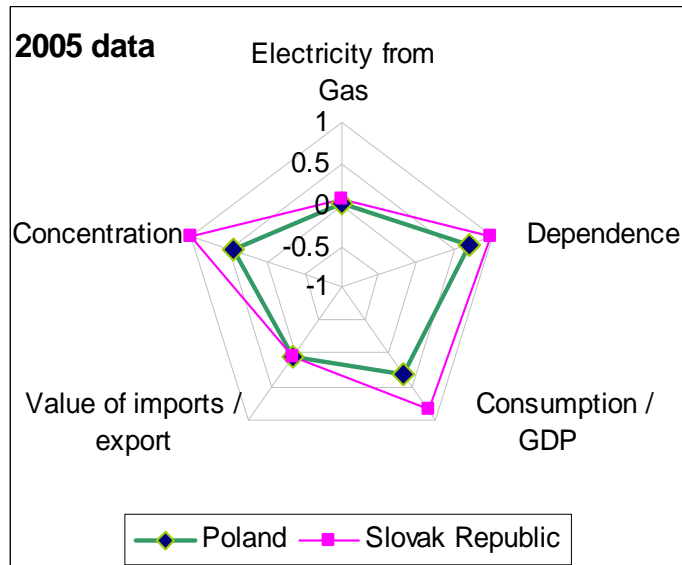 2005 data
Electricity from
Gas
1
0.5
0
-0.5
-1
Concentration
Dependence
Value of imports /
export
Consumption /
GDP
Poland
Slovak Republic